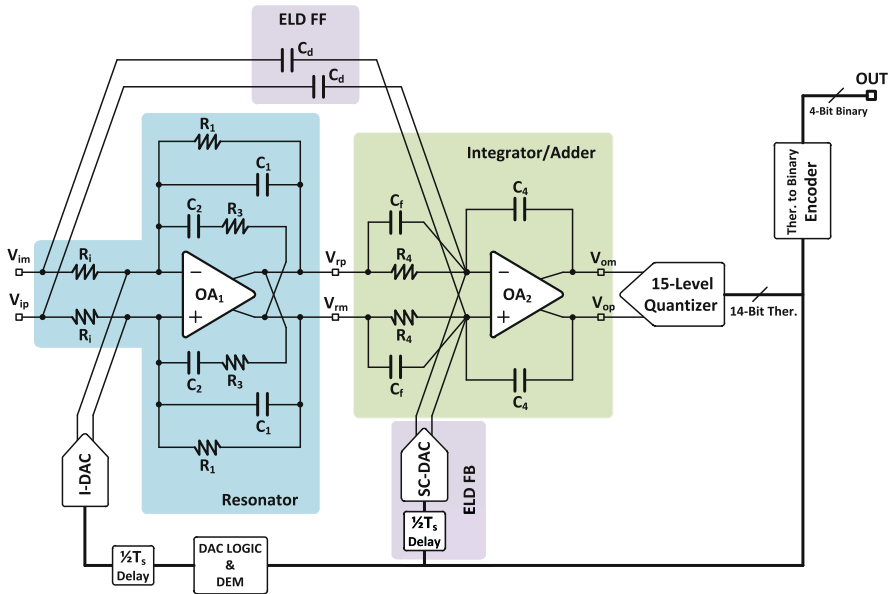 ELD FF
C_d
C_d
OUT
4-Bit Binary
R_1
C_1
C_2
R_3
Integrator/Adder
C_4
C_f
Ther. to Binary
Encoder
V_im
R_i
OA_1
V_rp
R_4
OA_2
V_om
15-Level
Quantizer
14-Bit Ther.
V_ip
R_i
V_rm
R_4
V_op
C_2
R_3
C_f
C_4
C_1
R_1
Resonator
I-DAC
SC-DAC
ELD FB
½T_s
Delay
½T_s
Delay
DAC LOGIC
&
DEM